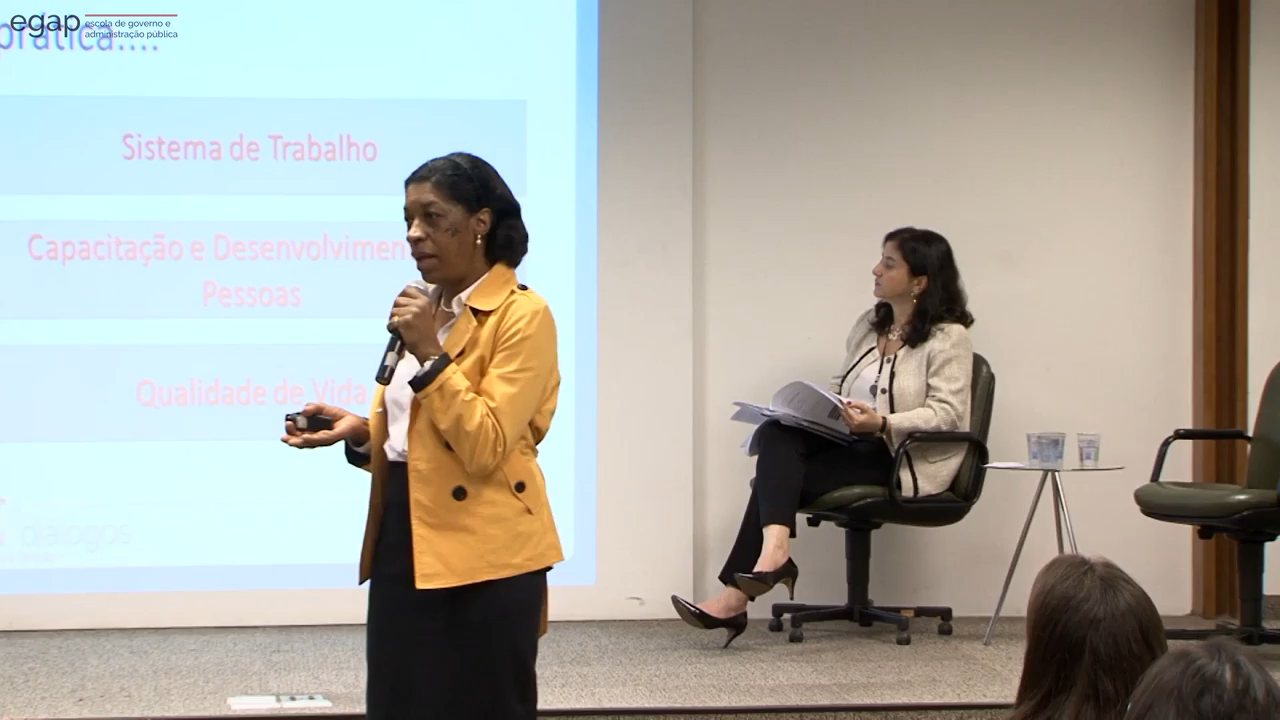 egap
escola de governo e
administração pública
prática....
Sistema de Trabalho
Capacitação e Desenvolvimen
Pessoas
Qualidade de Vida
diálogos